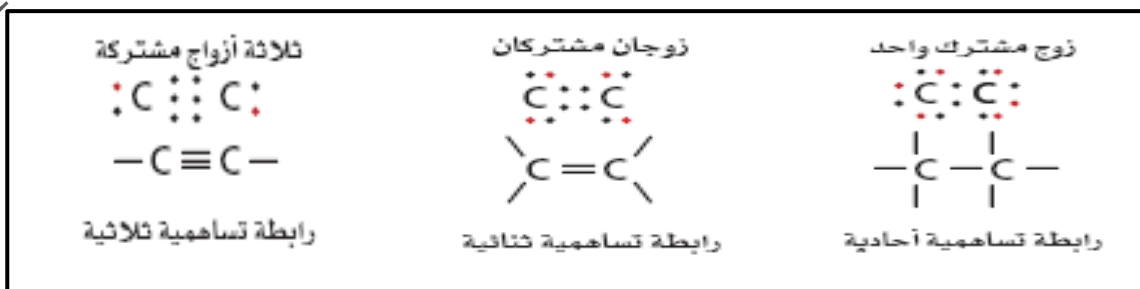 زوج مشترك واحد
زوجان مشتركان
ثلاثة أزواج مشتركة
C : C
C :: C
C ⋮⋮ C
—C—C—
C=C
—C≡C—
رابطة تساهمية أحادية
رابطة تساهمية ثنائية
رابطة تساهمية ثلاثية